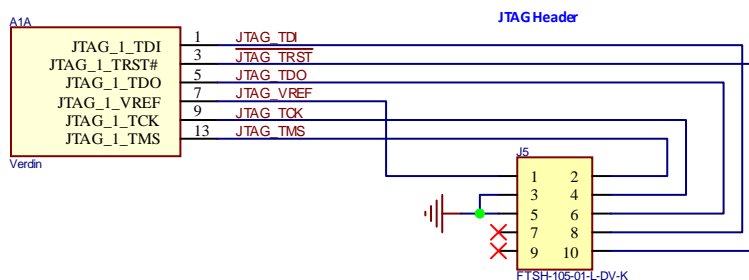 JTAG Header
A1A
JTAG_1_TDI 1 JTAG_TDI
JTAG_1_TRST# 3 JTAG_TRST
JTAG_1_TDO 5 JTAG_TDO
JTAG_1_VREF 7 JTAG_VREF
JTAG_1_TCK 9 JTAG_TCK
JTAG_1_TMS 13 JTAG_TMS
Verdin
J5
1 2
3 4
5 6
7 8
9 10
FTSH-105-01-L-DV-K